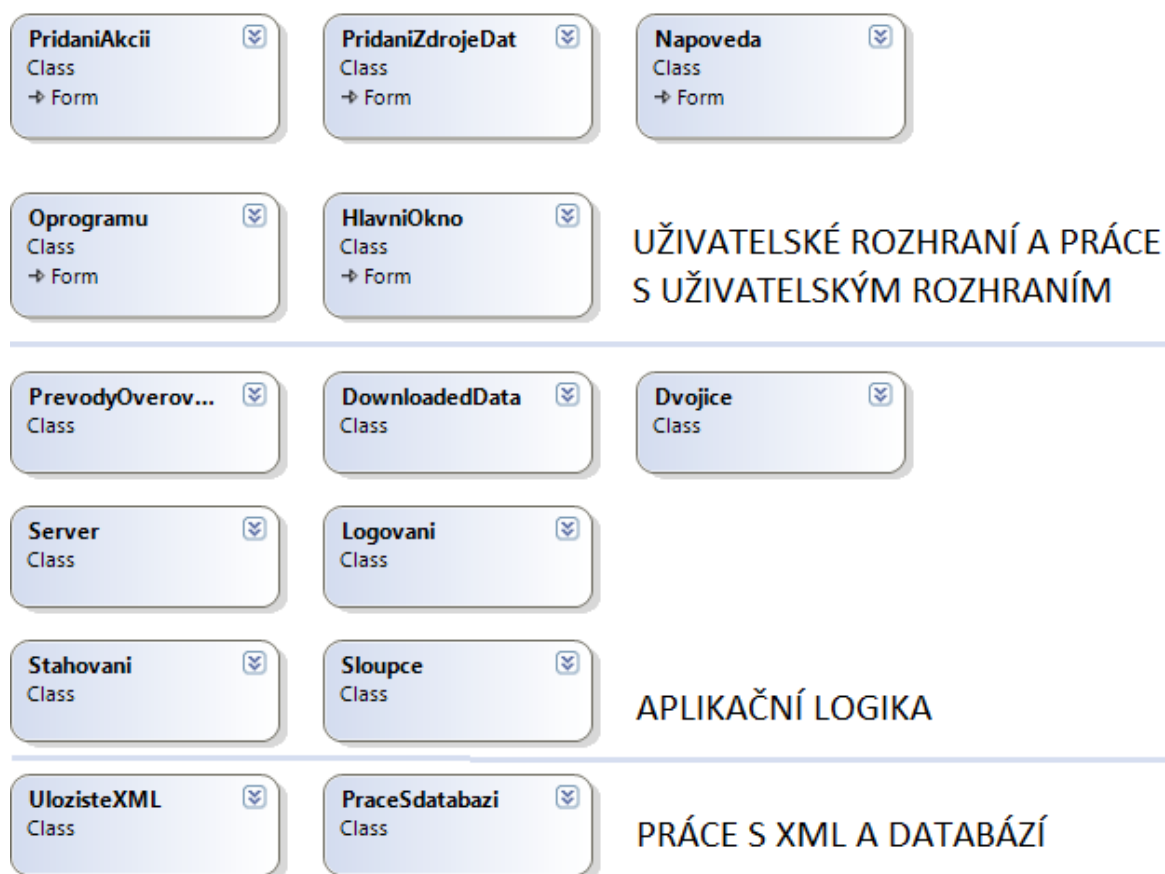 PridaniAkcii
Class
Form
PridaniZdrojeDat
Class
Form
Napoveda
Class
Form
Oprogramu
Class
Form
HlavniOkno
Class
Form
UŽIVATELSKÉ ROZHRANÍ A PRÁCE
S UŽIVATELSKÝM ROZHRANÍM
PrevodyOverov...
Class
DownloadedData
Class
Dvojice
Class
Server
Class
Logovani
Class
Stahovani
Class
Sloupce
Class
APLIKAČNÍ LOGIKA
UlozisteXML
Class
PraceSdatabazi
Class
PRÁCE S XML A DATABÁZÍ